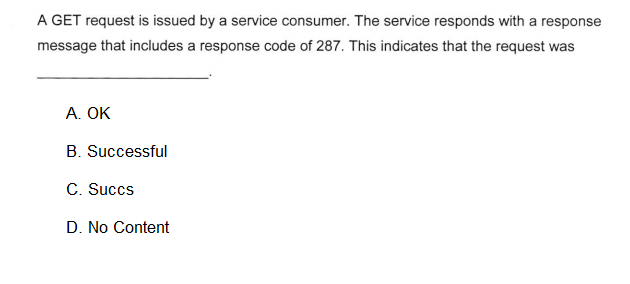 A GET request is issued by a service consumer. The service responds with a response
message that includes a response code of 287. This indicates that the request was
____________________.
A. OK
B. Successful
C. Succs
D. No Content